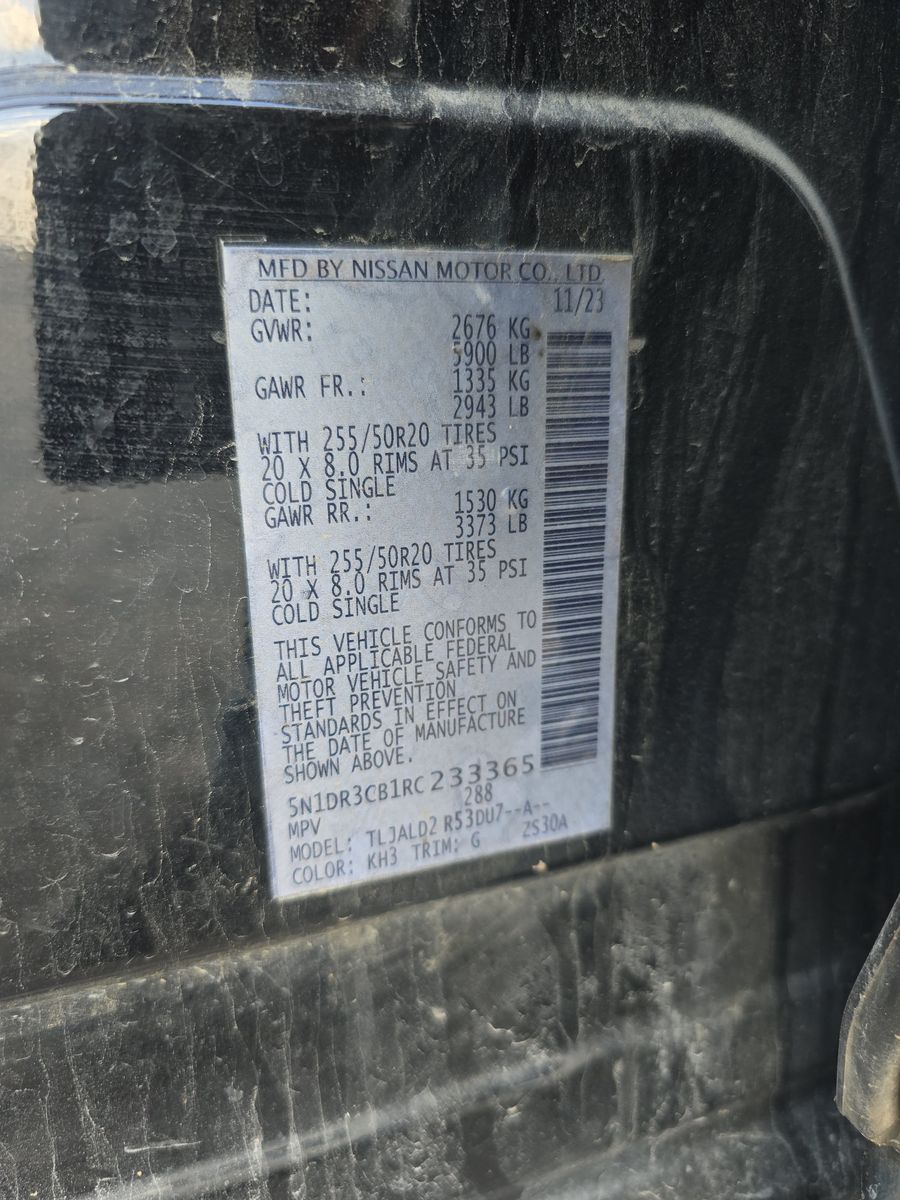 MFD BY NISSAN MOTOR CO., LTD.
DATE: 11/23
GVWR: 2676 KG
5900 LB
GAWR FR.: 1335 KG
2943 LB
WITH 255/50R20 TIRES
20 X 8.0 RIMS AT 35 PSI
COLD SINGLE
GAWR RR.: 1530 KG
3373 LB
WITH 255/50R20 TIRES
20 X 8.0 RIMS AT 35 PSI
COLD SINGLE
THIS VEHICLE CONFORMS TO
ALL APPLICABLE FEDERAL
MOTOR VEHICLE SAFETY AND
THEFT PREVENTION
STANDARDS IN EFFECT ON
THE DATE OF MANUFACTURE
SHOWN ABOVE.
5N1DR3CB1RC233365
MPV 288
MODEL: TLJALD2 R53DU7--A--
COLOR: KH3 TRIM: G ZS30A